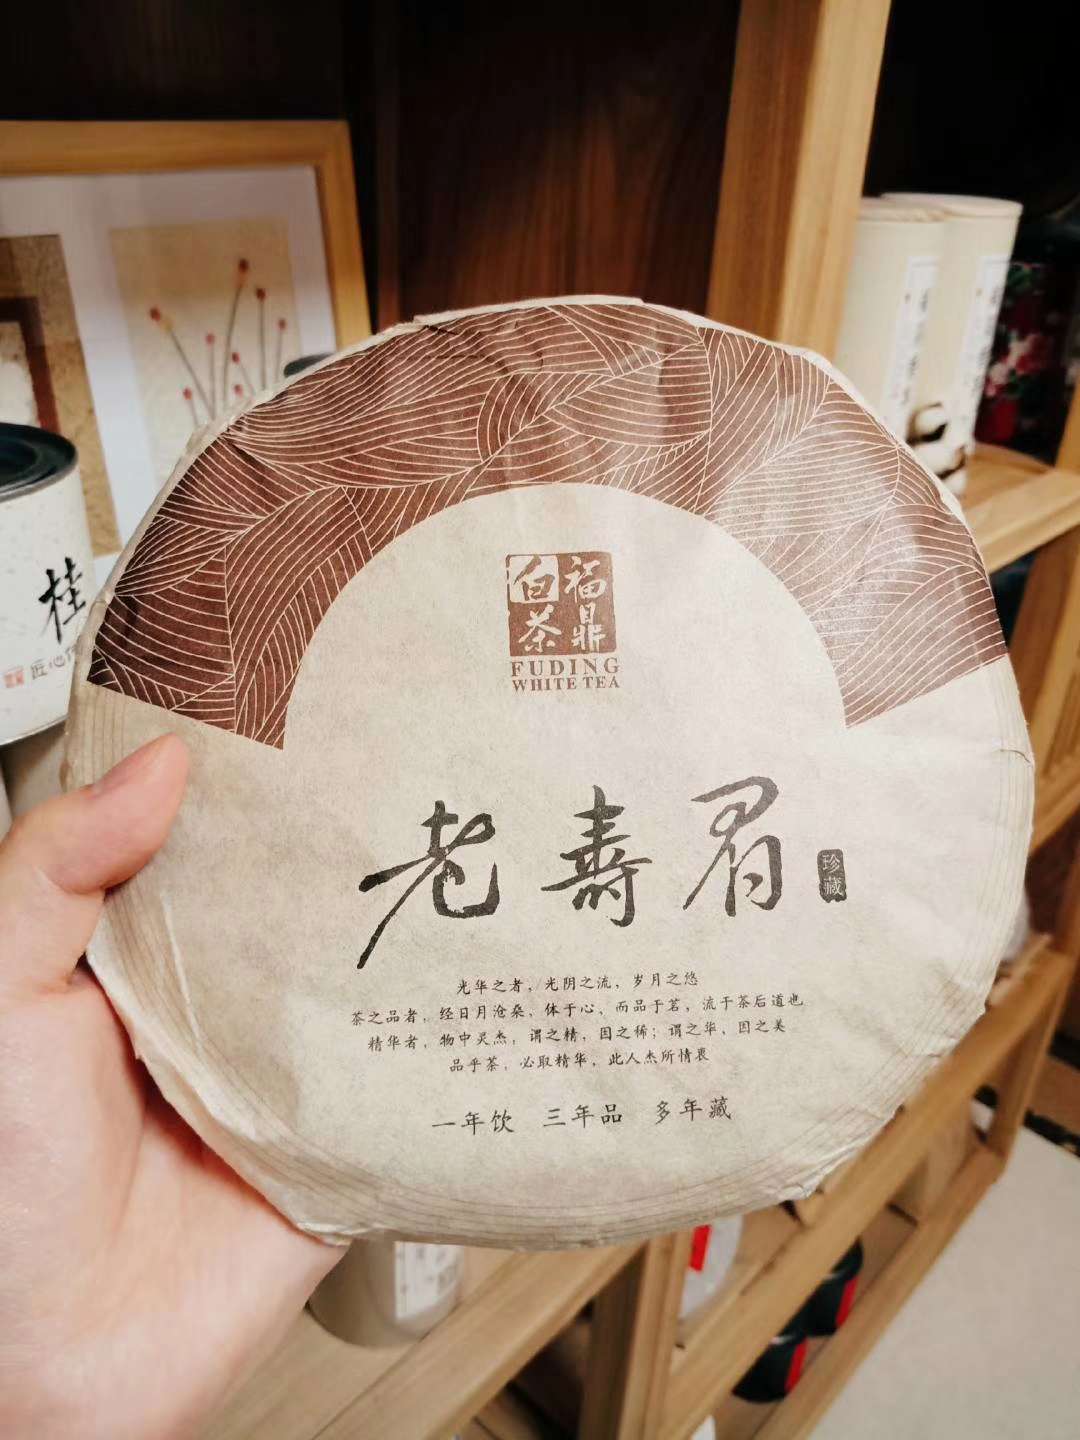 福鼎
白茶
FUDING
WHITE TEA
老寿眉
珍藏
光华之者，光阴之流，岁月之悠
茶之品者，经日月沧桑，体于心，而品于茗，流于茶后道也
精华者，物中灵杰，谓之精，因之稀；谓之华，因之美
品乎茶，必取精华，此人杰所情衷
一年饮 三年品 多年藏
桂
匠心